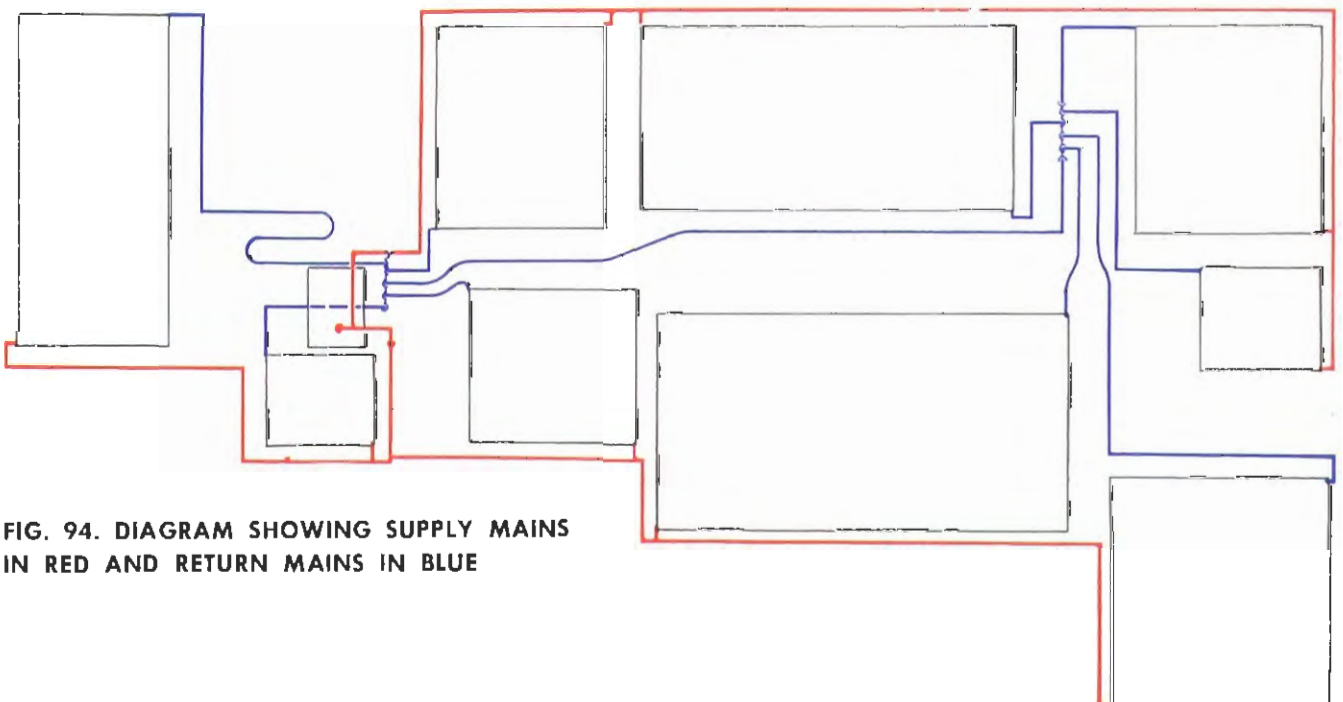 FIG. 94. DIAGRAM SHOWING SUPPLY MAINS
IN RED AND RETURN MAINS IN BLUE